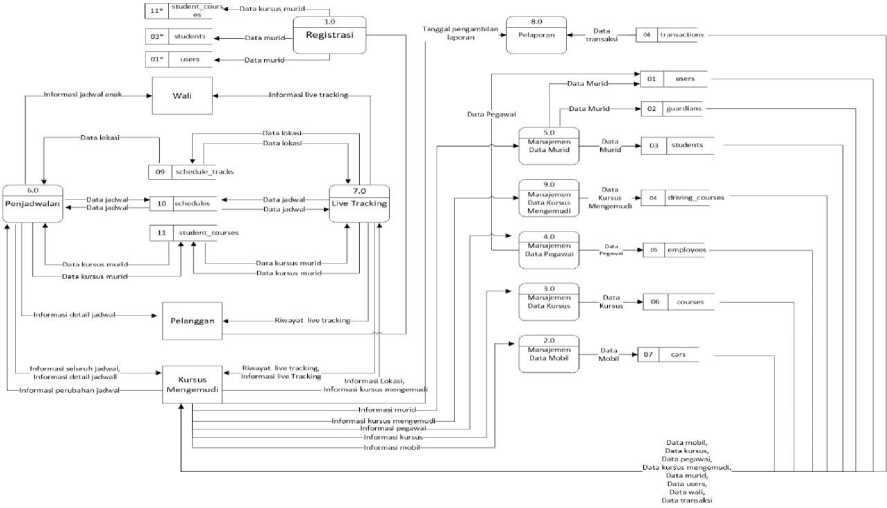 11* student_cours
es
Data kursus murid
1.0
Registrasi
03* students
Data murid
01* users
Data murid
Tanggal pengambilan
laporan
8.0
Pelaporan
Data
transaksi
transactions
Informasi jadwal anak
Wali
Informasi live tracking
01 users
Data Murid
Data Pegawai
Data Murid
02 guardians
5.0
Manajemen
Data Murid
Data
Murid
03 students
Data lokasi
Data lokasi
Data lokasi
09 schedule_tracks
6.0
Penjadwalan
7.0
Live Tracking
Data jadwal
Data jadwal
10 schedules
Data jadwal
Data jadwal
9.0
Manajemen
Data Kursus
Mengemudi
Data
Kursus
Mengemudi
04 driving_courses
11 student_courses
4.0
Manajemen
Data Pegawai
Data
Pegawai
05 employees
Data kursus murid
Data kursus murid
Data kursus murid
Data kursus murid
3.0
Manajemen
Data Kursus
Data
Kursus
06 courses
Informasi detail jadwal
Pelanggan
Riwayat live tracking
2.0
Manajemen
Data Mobil
Data
Mobil
07 cars
Informasi seluruh jadwal,
Informasi detail jadwall
Informasi perubahan jadwal
Kursus
Mengemudi
Riwayat live tracking,
Informasi live Tracking
Informasi Lokasi,
Informasi kursus mengemudi
Informasi murid
Informasi kursus mengemudi
Informasi pegawai
Informasi kursus
Informasi mobil
Data mobil,
Data kursus,
Data pegawai,
Data kursus mengemudi,
Data murid,
Data users,
Data wali,
Data transaksi